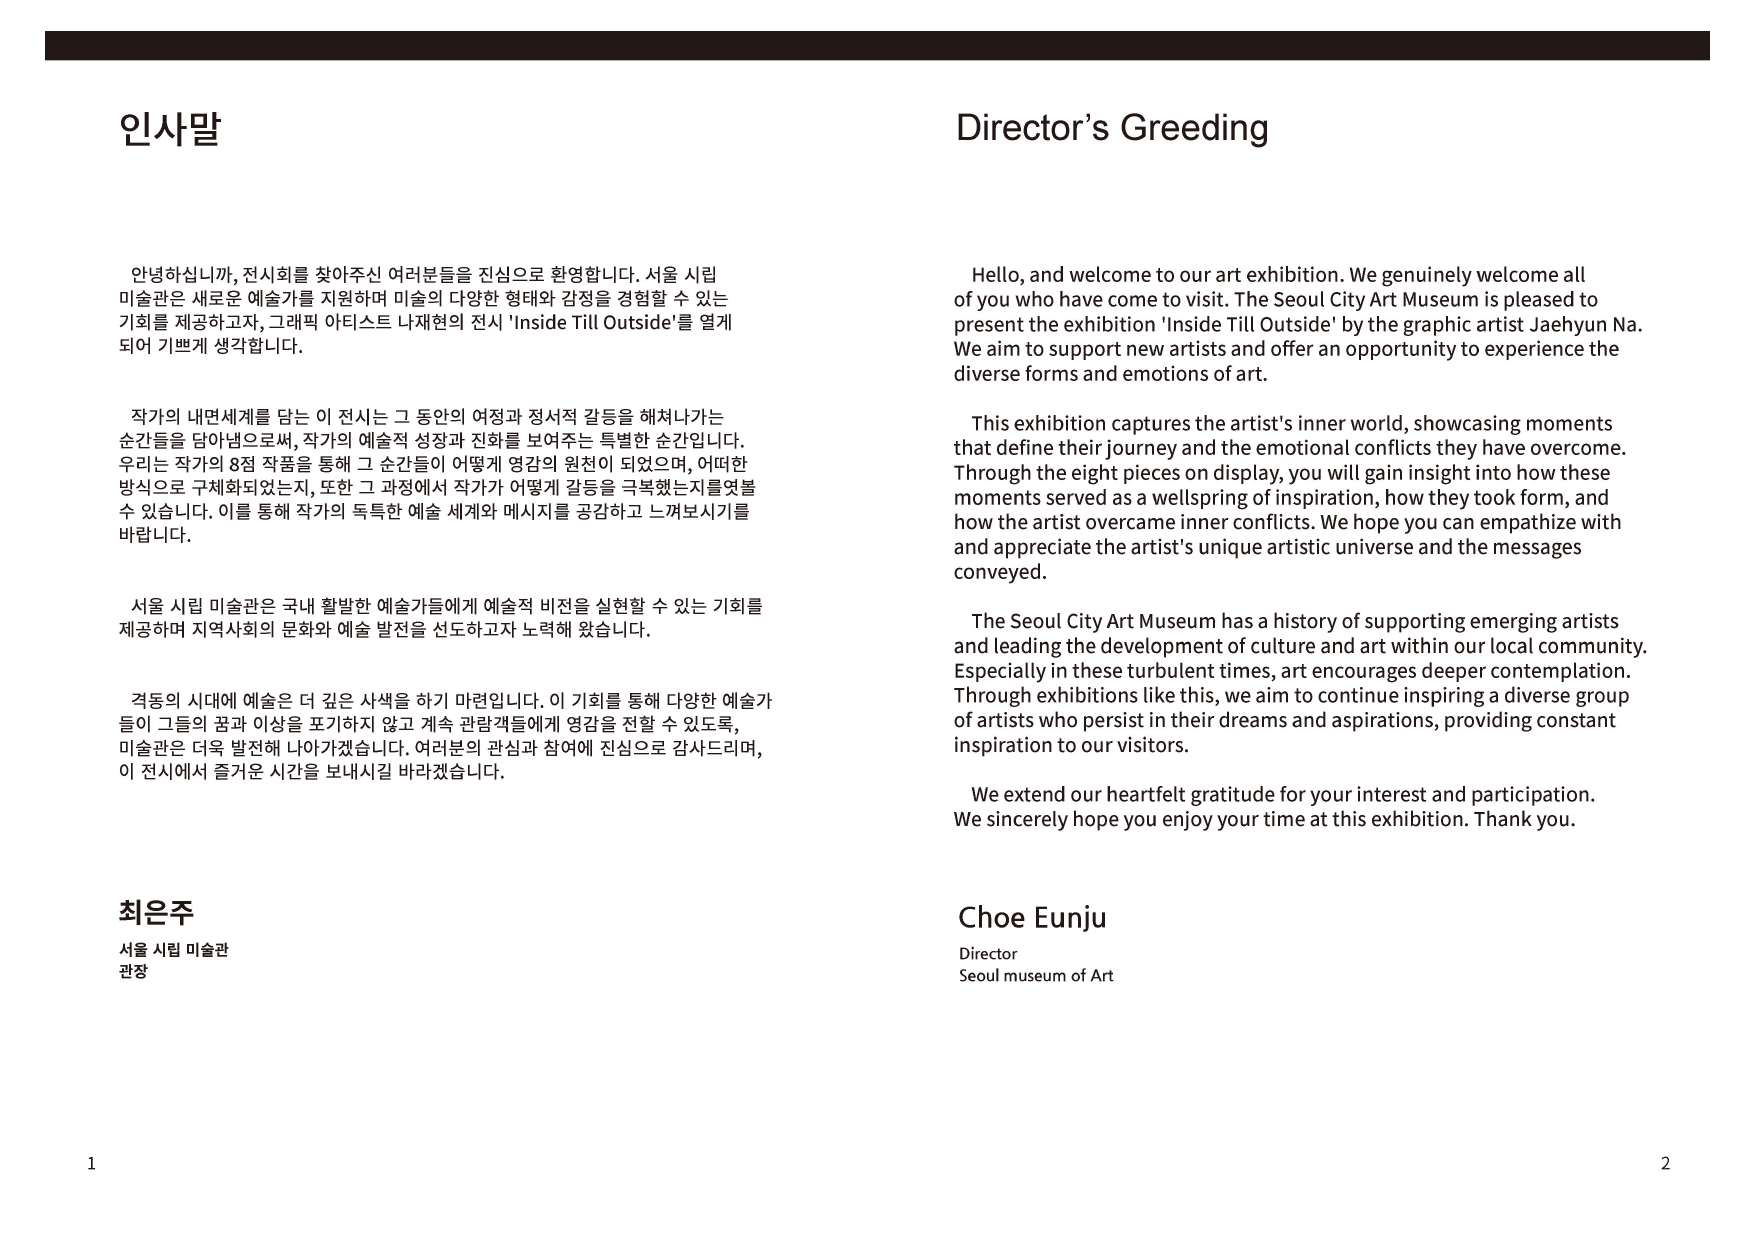 인사말
안녕하십니까, 전시회를 찾아주신 여러분들을 진심으로 환영합니다. 서울 시립
미술관은 새로운 예술가를 지원하며 미술의 다양한 형태와 감정을 경험할 수 있는
기회를 제공하고자, 그래픽 아티스트 나재현의 전시 'Inside Till Outside'를 열게
되어 기쁘게 생각합니다.
작가의 내면세계를 담는 이 전시는 그 동안의 여정과 정서적 갈등을 해쳐나가는
순간들을 담아냄으로써, 작가의 예술적 성장과 진화를 보여주는 특별한 순간입니다.
우리는 작가의 8점 작품을 통해 그 순간들이 어떻게 영감의 원천이 되었으며, 어떠한
방식으로 구체화되었는지, 또한 그 과정에서 작가가 어떻게 갈등을 극복했는지를엿볼
수 있습니다. 이를 통해 작가의 독특한 예술 세계와 메시지를 공감하고 느껴보시기를
바랍니다.
서울 시립 미술관은 국내 활발한 예술가들에게 예술적 비전을 실현할 수 있는 기회를
제공하며 지역사회의 문화와 예술 발전을 선도하고자 노력해 왔습니다.
격동의 시대에 예술은 더 깊은 사색을 하기 마련입니다. 이 기회를 통해 다양한 예술가
들이 그들의 꿈과 이상을 포기하지 않고 계속 관람객들에게 영감을 전할 수 있도록,
미술관은 더욱 발전해 나아가겠습니다. 여러분의 관심과 참여에 진심으로 감사드리며,
이 전시에서 즐거운 시간을 보내시길 바라겠습니다.
최은주
서울 시립 미술관
관장
1
Director’s Greeding
Hello, and welcome to our art exhibition. We genuinely welcome all
of you who have come to visit. The Seoul City Art Museum is pleased to
present the exhibition 'Inside Till Outside' by the graphic artist Jaehyun Na.
We aim to support new artists and offer an opportunity to experience the
diverse forms and emotions of art.
This exhibition captures the artist's inner world, showcasing moments
that define their journey and the emotional conflicts they have overcome.
Through the eight pieces on display, you will gain insight into how these
moments served as a wellspring of inspiration, how they took form, and
how the artist overcame inner conflicts. We hope you can empathize with
and appreciate the artist's unique artistic universe and the messages
conveyed.
The Seoul City Art Museum has a history of supporting emerging artists
and leading the development of culture and art within our local community.
Especially in these turbulent times, art encourages deeper contemplation.
Through exhibitions like this, we aim to continue inspiring a diverse group
of artists who persist in their dreams and aspirations, providing constant
inspiration to our visitors.
We extend our heartfelt gratitude for your interest and participation.
We sincerely hope you enjoy your time at this exhibition. Thank you.
Choe Eunju
Director
Seoul museum of Art
2